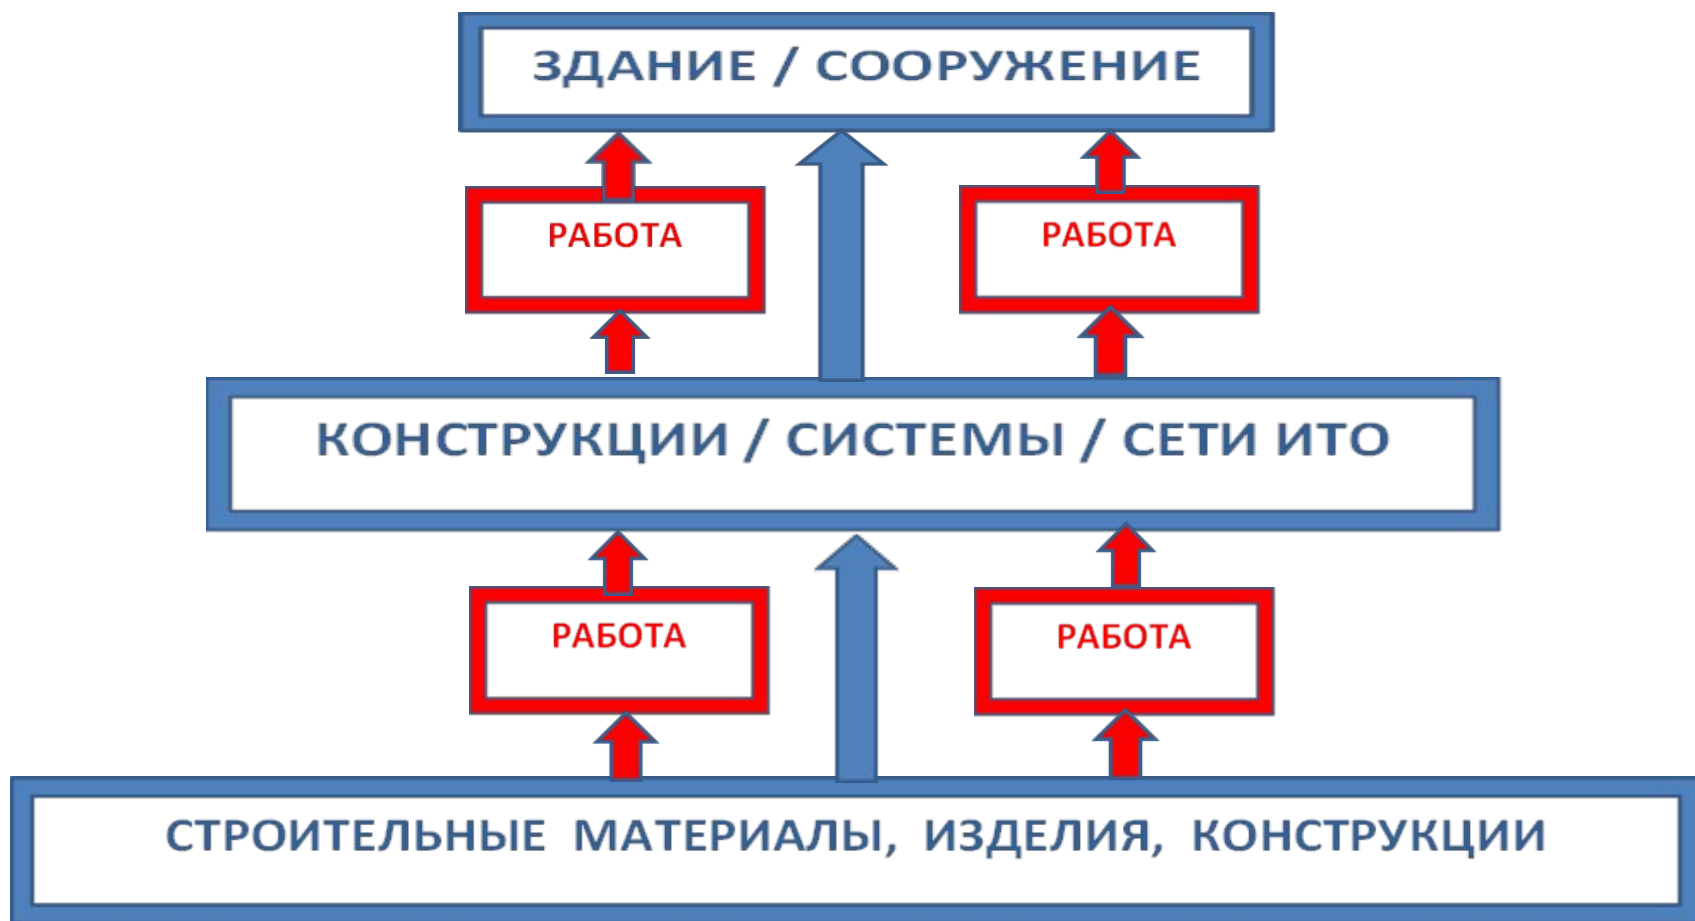 ЗДАНИЕ / СООРУЖЕНИЕ
РАБОТА
РАБОТА
КОНСТРУКЦИИ / СИСТЕМЫ / СЕТИ ИТО
РАБОТА
РАБОТА
СТРОИТЕЛЬНЫЕ МАТЕРИАЛЫ, ИЗДЕЛИЯ, КОНСТРУКЦИИ